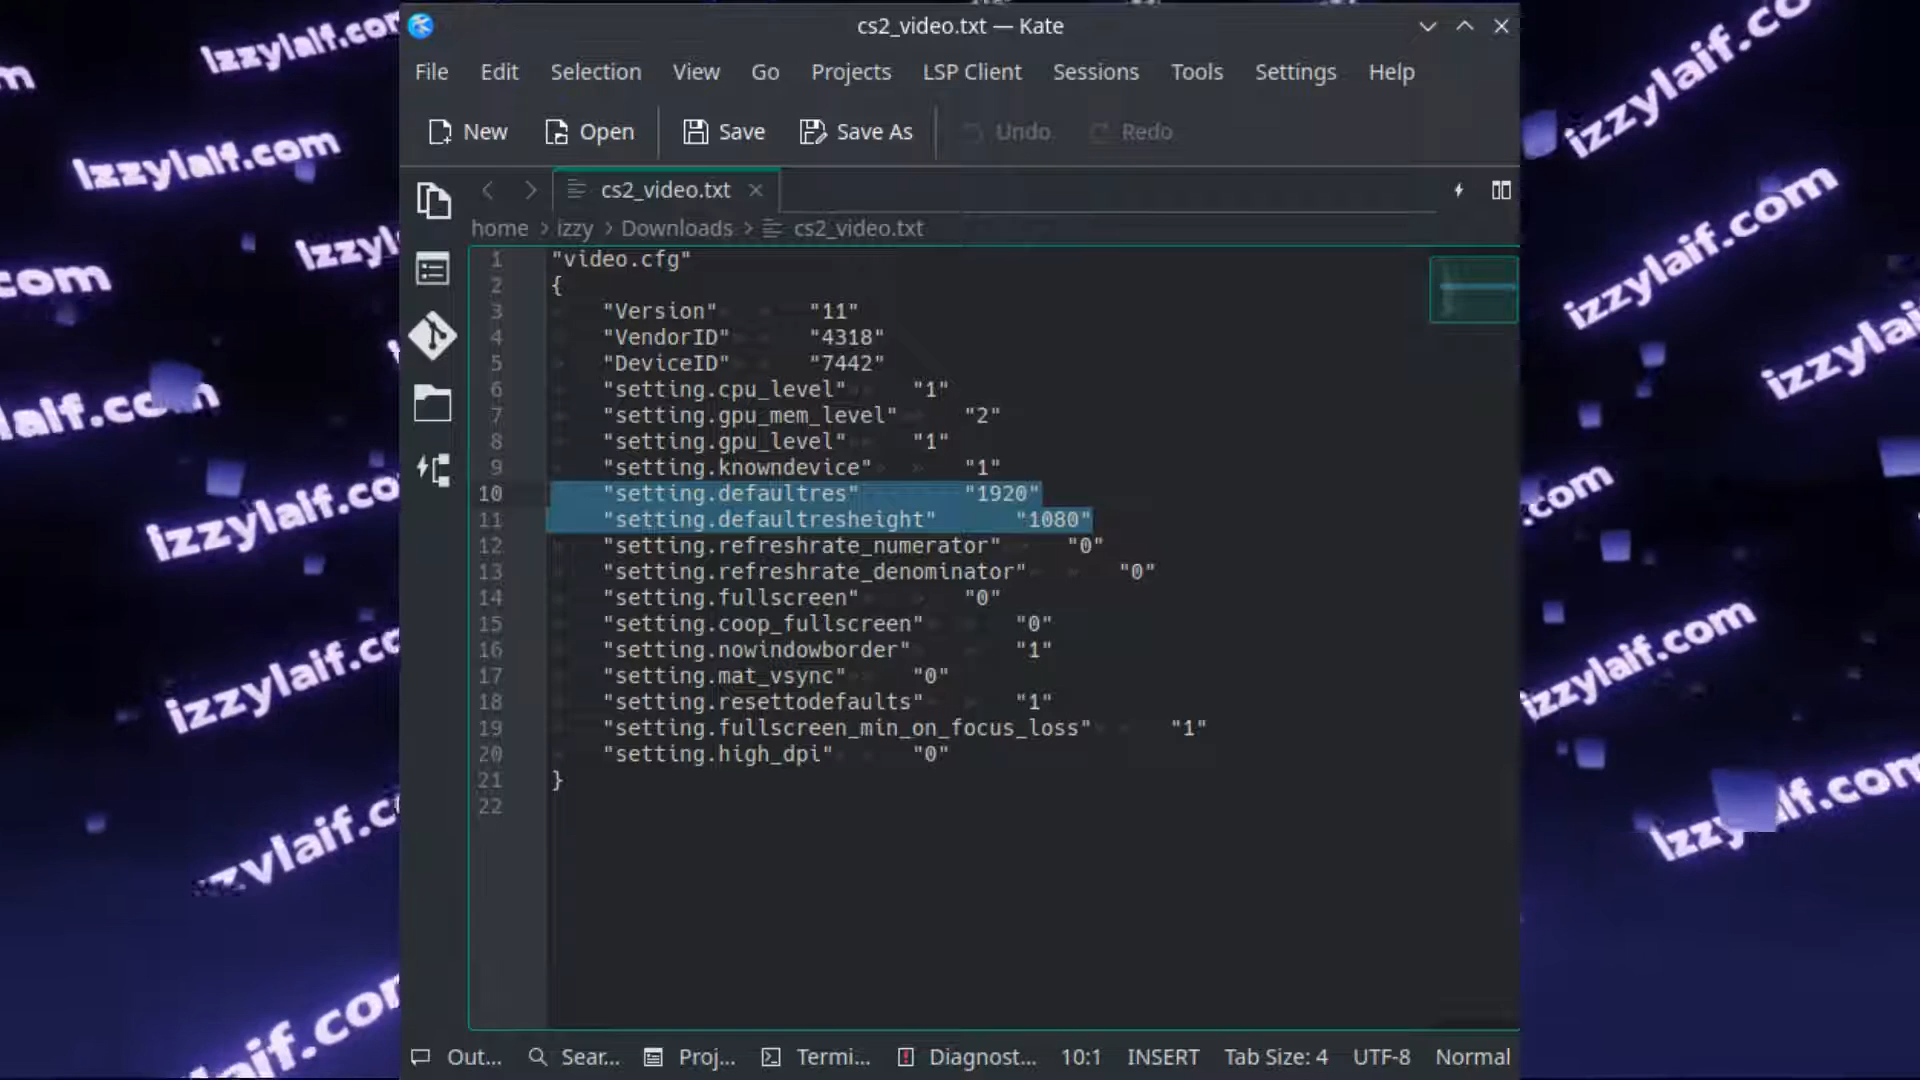 cs2_video.txt — Kate
File Edit Selection View Go Projects LSP Client Sessions Tools Settings Help
New Open Save Save As Undo Redo
cs2_video.txt
home > izzy > Downloads > cs2_video.txt
1 "video.cfg"
2 {
3 "Version" "11"
4 "VendorID" "4318"
5 "DeviceID" "7442"
6 "setting.cpu_level" "1"
7 "setting.gpu_mem_level" "2"
8 "setting.gpu_level" "1"
9 "setting.knowndevice" "1"
10 "setting.defaultres" "1920"
11 "setting.defaultresheight" "1080"
12 "setting.refreshrate_numerator" "0"
13 "setting.refreshrate_denominator" "0"
14 "setting.fullscreen" "0"
15 "setting.coop_fullscreen" "0"
16 "setting.nowindowborder" "1"
17 "setting.mat_vsync" "0"
18 "setting.resettodefaults" "1"
19 "setting.fullscreen_min_on_focus_loss" "1"
20 "setting.high_dpi" "0"
21 }
22
Out... Sear... Proj... Termi... Diagnost... 10:1 INSERT Tab Size: 4 UTF-8 Normal
Izzylaif.com
izzylaif.com
izzylaif.com